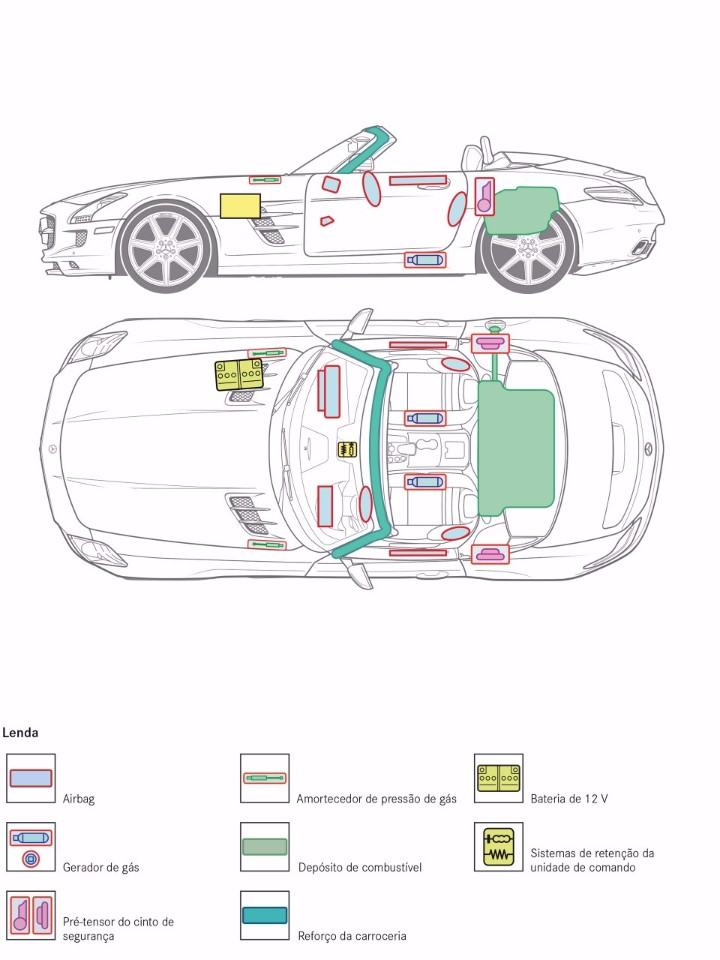 Lenda
Airbag
Amortecedor de pressão de gás
Bateria de 12 V
Gerador de gás
Depósito de combustível
Sistemas de retenção da
unidade de comando
Pré-tensor do cinto de
segurança
Reforço da carroceria